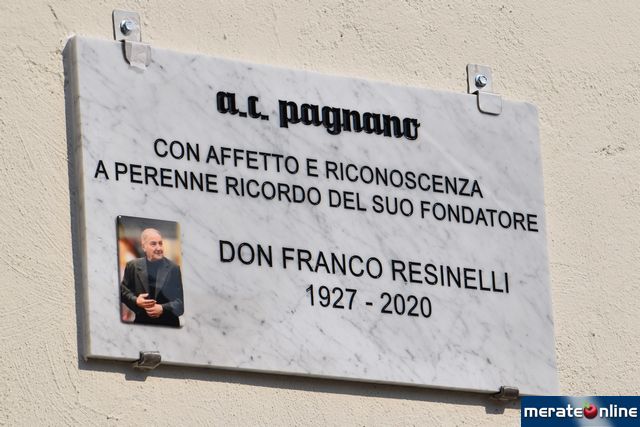 a.c. pagnano
CON AFFETTO E RICONOSCENZA
A PERENNE RICORDO DEL SUO FONDATORE
DON FRANCO RESINELLI
1927 - 2020
merateonline